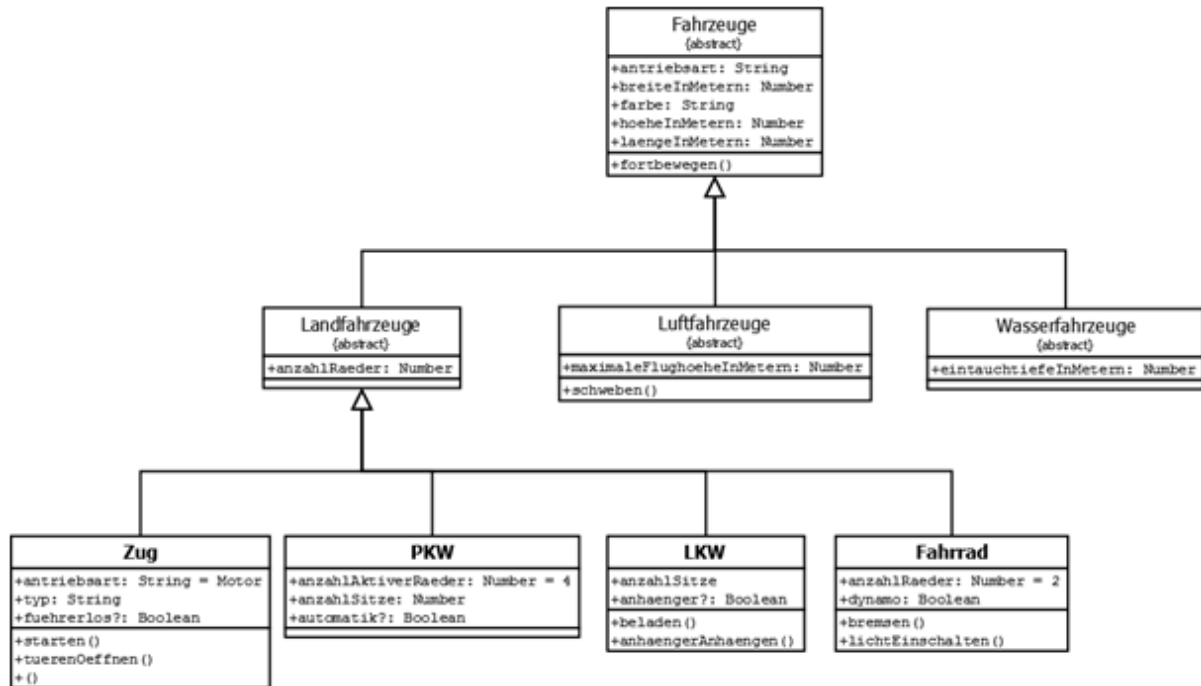 Fahrzeuge
{abstract}
+antriebsart: String
+breiteInMetern: Number
+farbe: String
+hoeheInMetern: Number
+laengeInMetern: Number
+fortbewegen()
Landfahrzeuge
{abstract}
+anzahlRaeder: Number
Luftfahrzeuge
{abstract}
+maximaleFlughoeheInMetern: Number
+schweben()
Wasserfahrzeuge
{abstract}
+eintauchtiefeInMetern: Number
Zug
+antriebsart: String = Motor
+typ: String
+fuehrerlos?: Boolean
+starten()
+tuerenOeffnen()
+()
PKW
+anzahlAktiverRaeder: Number = 4
+anzahlSitze: Number
+automatik?: Boolean
LKW
+anzahlSitze
+anhaenger?: Boolean
+beladen()
+anhaengerAnhaengen()
Fahrrad
+anzahlRaeder: Number = 2
+dynamo: Boolean
+bremsen()
+lichtEinschalten()